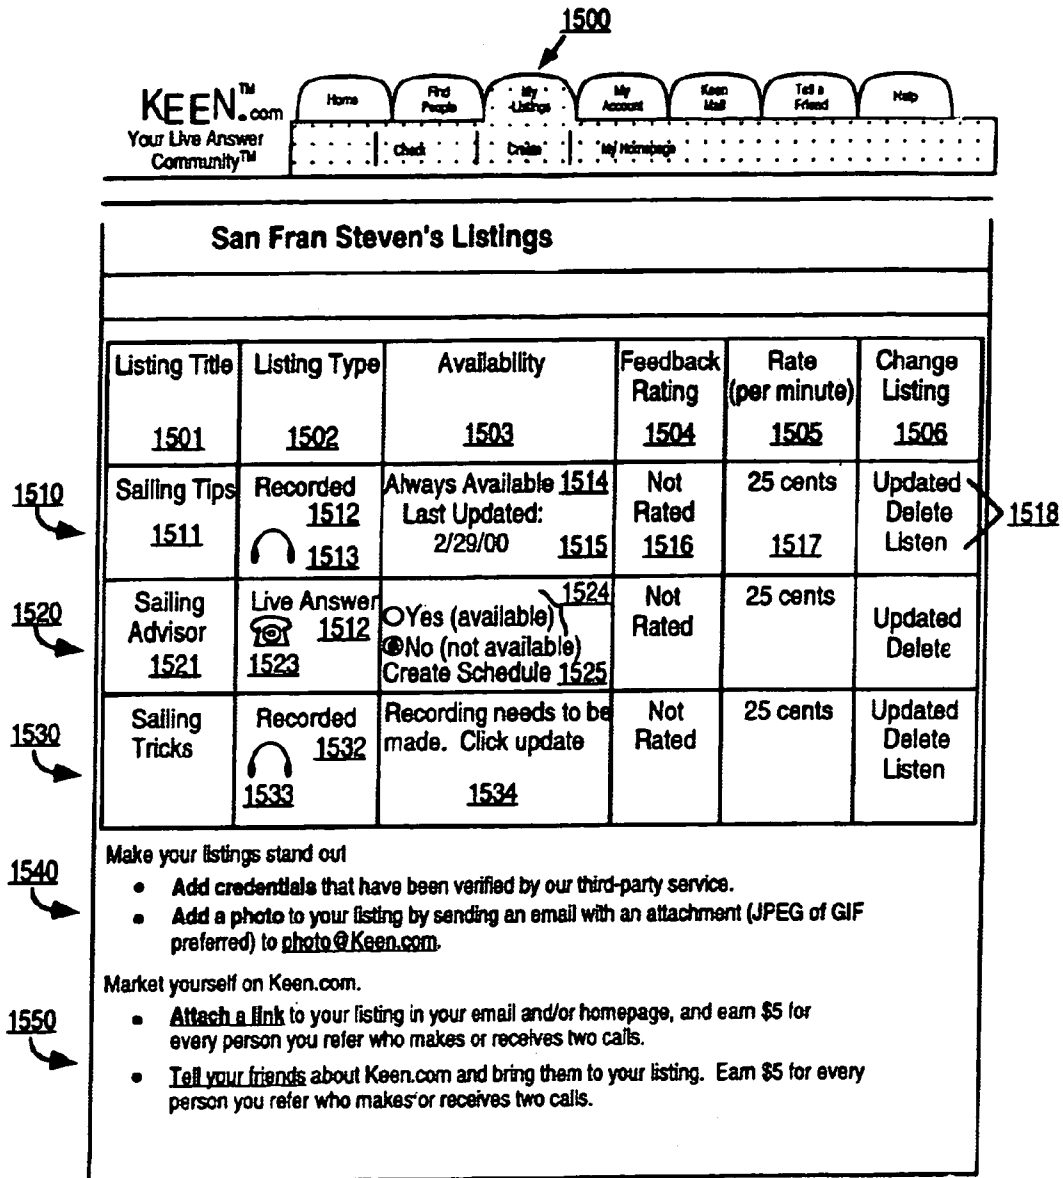 1500
KEEN.™com
Your Live Answer
Community™
Home
Find
People
My
Listings
My
Account
Keen
Mail
Tell a
Friend
Help
Check
Create
My Homepage
San Fran Steven's Listings
Listing Title
1501
Listing Type
1502
Availability
1503
Feedback
Rating
1504
Rate
(per minute)
1505
Change
Listing
1506
1510
Sailing Tips
1511
Recorded
1512
1513
Always Available 1514
Last Updated:
2/29/00 1515
Not
Rated
1516
25 cents
1517
Updated
Delete
Listen
1518
1520
Sailing
Advisor
1521
Live Answer
1512
1523
1524
Yes (available)
No (not available)
Create Schedule 1525
Not
Rated
25 cents
Updated
Delete
1530
Sailing
Tricks
Recorded
1532
1533
Recording needs to be
made. Click update
1534
Not
Rated
25 cents
Updated
Delete
Listen
1540
Make your listings stand out
• Add credentials that have been verified by our third-party service.
• Add a photo to your listing by sending an email with an attachment (JPEG of GIF
preferred) to photo@Keen.com.
Market yourself on Keen.com.
1550
• Attach a link to your listing in your email and/or homepage, and earn $5 for
every person you refer who makes or receives two calls.
• Tell your friends about Keen.com and bring them to your listing. Earn $5 for every
person you refer who makes or receives two calls.